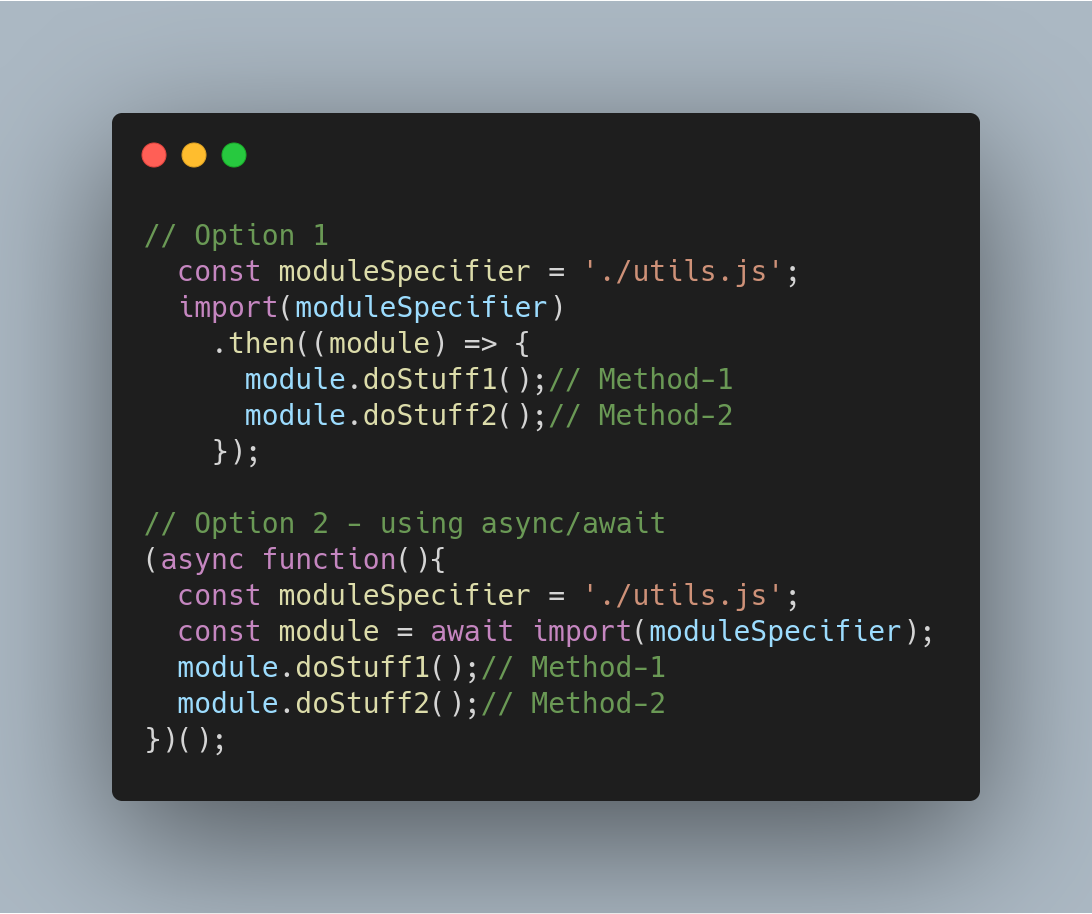 // Option 1
  const moduleSpecifier = './utils.js';
  import(moduleSpecifier)
    .then((module) => {
      module.doStuff1();// Method-1
      module.doStuff2();// Method-2
    });
// Option 2 - using async/await
(async function(){
  const moduleSpecifier = './utils.js';
  const module = await import(moduleSpecifier);
  module.doStuff1();// Method-1
  module.doStuff2();// Method-2
})();